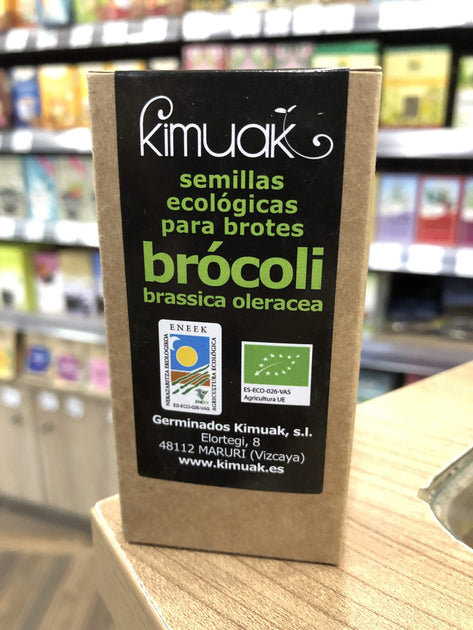 kimuak
semillas
ecológicas
para brotes
brócoli
brassica oleracea
ENEEK
NEKAZARITZA EKOLOGIKOA
AGRICULTURA ECOLÓGICA
ENEEK
ES-ECO-026-VAS
ES-ECO-026-VAS
Agricultura UE
Germinados Kimuak, s.l.
Elortegi, 8
48112 MARURI (Vizcaya)
www.kimuak.es